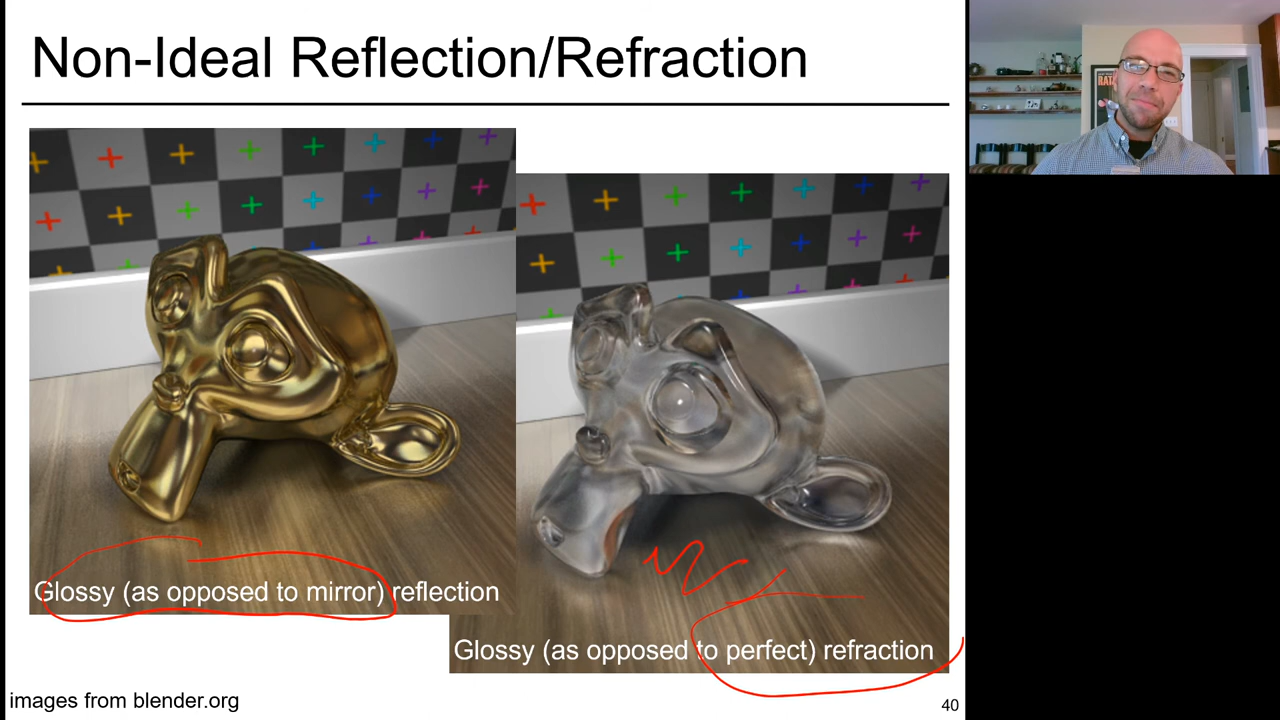 Non-Ideal Reflection/Refraction
Glossy (as opposed to mirror) reflection
Glossy (as opposed to perfect) refraction
images from blender.org
40